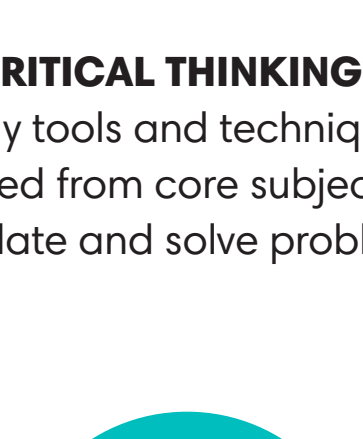 RITICAL THINKING
y tools and techniq
ed from core subjec
late and solve probl